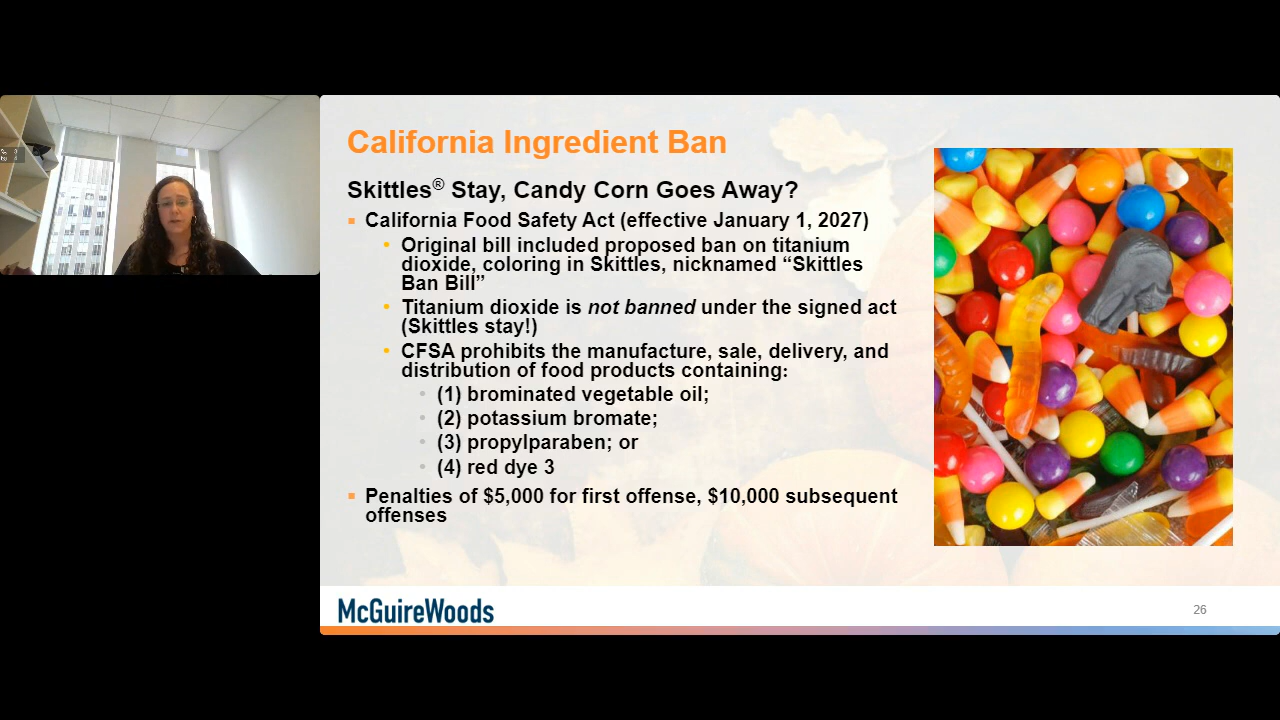 California Ingredient Ban
Skittles® Stay, Candy Corn Goes Away?
▪ California Food Safety Act (effective January 1, 2027)
• Original bill included proposed ban on titanium
dioxide, coloring in Skittles, nicknamed “Skittles
Ban Bill”
• Titanium dioxide is not banned under the signed act
(Skittles stay!)
• CFSA prohibits the manufacture, sale, delivery, and
distribution of food products containing:
• (1) brominated vegetable oil;
• (2) potassium bromate;
• (3) propylparaben; or
• (4) red dye 3
▪ Penalties of $5,000 for first offense, $10,000 subsequent
offenses
McGuireWoods
26